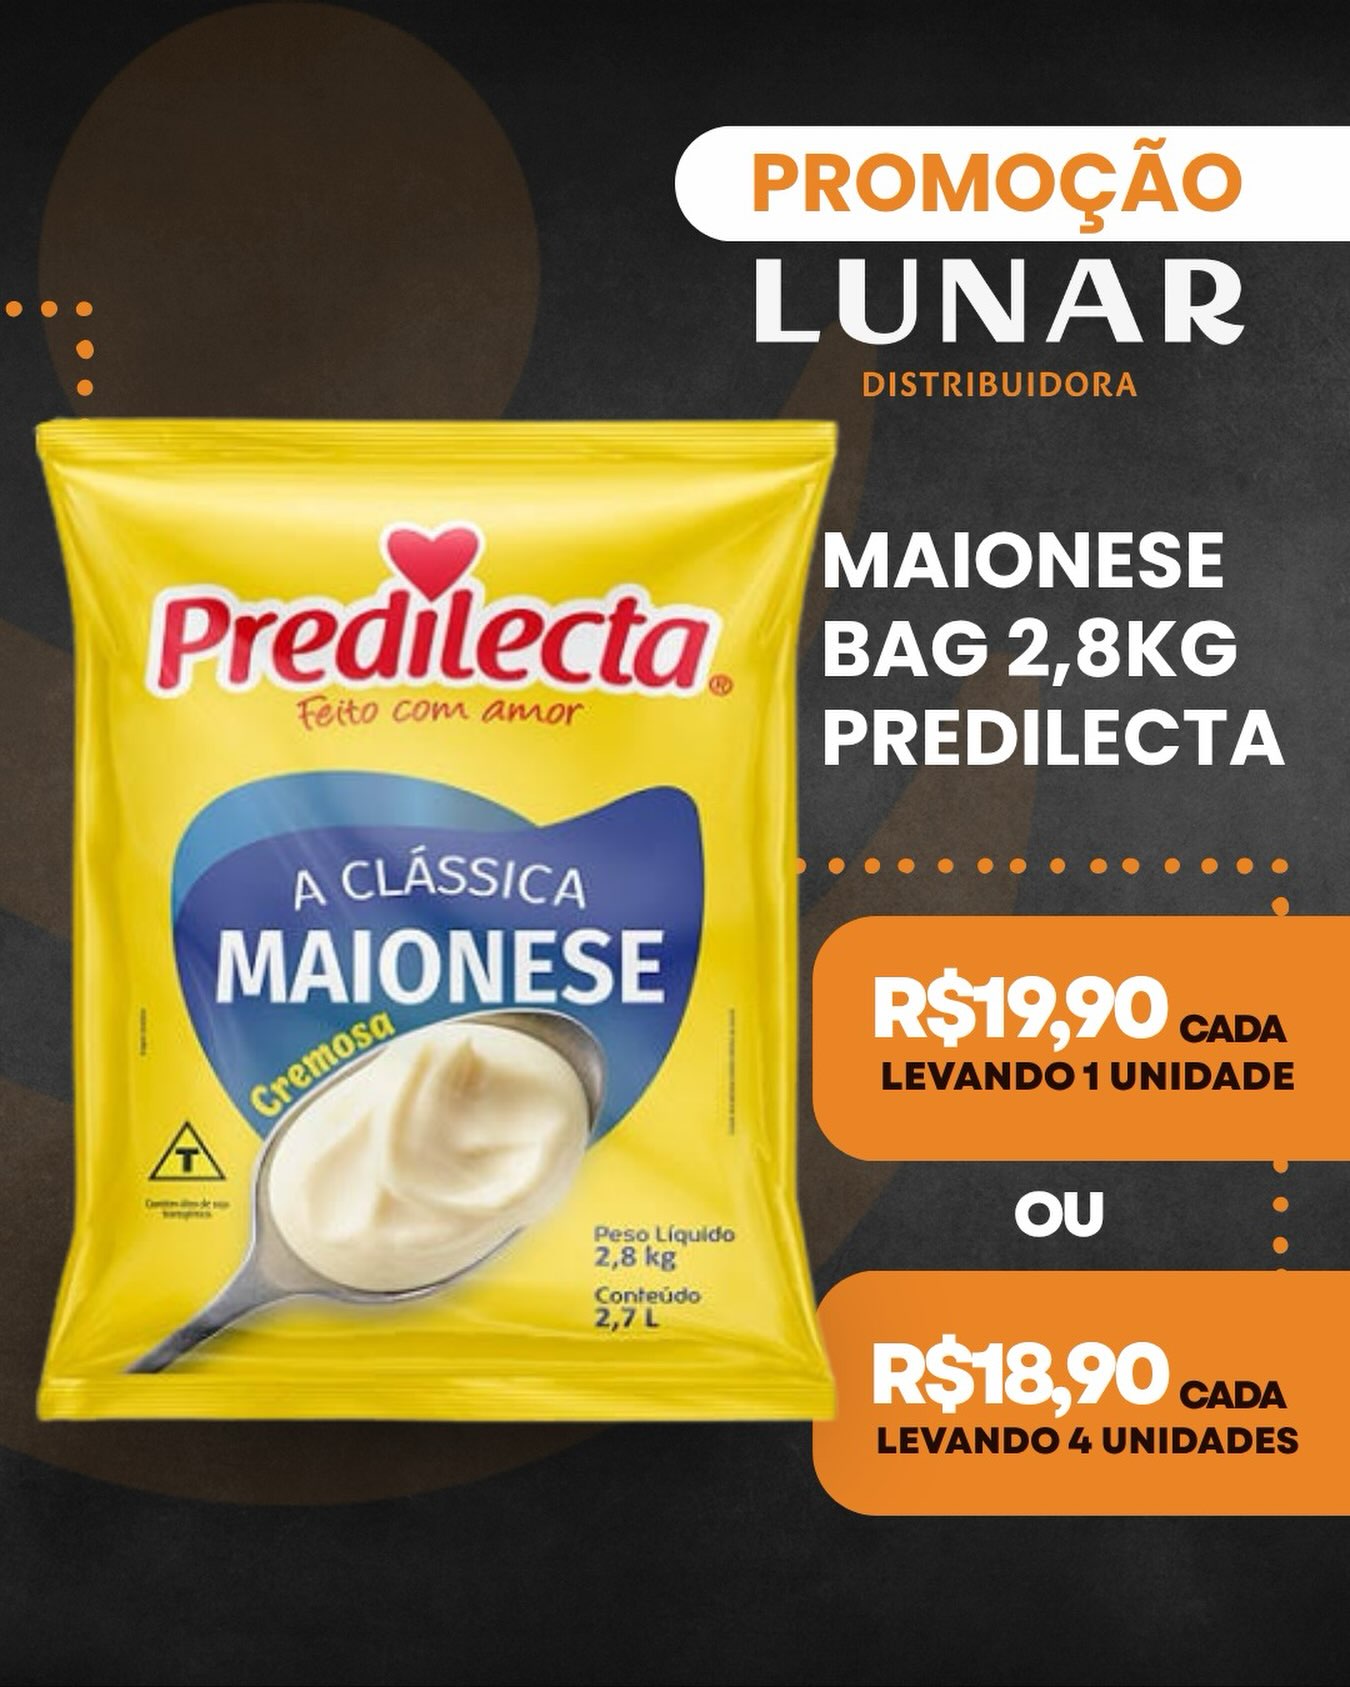 PROMOÇÃO
LUNAR
DISTRIBUIDORA
Predilecta®
Feito com amor
A CLÁSSICA
MAIONESE
Cremosa
T
Peso Líquido
2,8 kg
Conteúdo
2,7 L
MAIONESE
BAG 2,8KG
PREDILECTA
R$19,90 CADA
LEVANDO 1 UNIDADE
OU
R$18,90 CADA
LEVANDO 4 UNIDADES